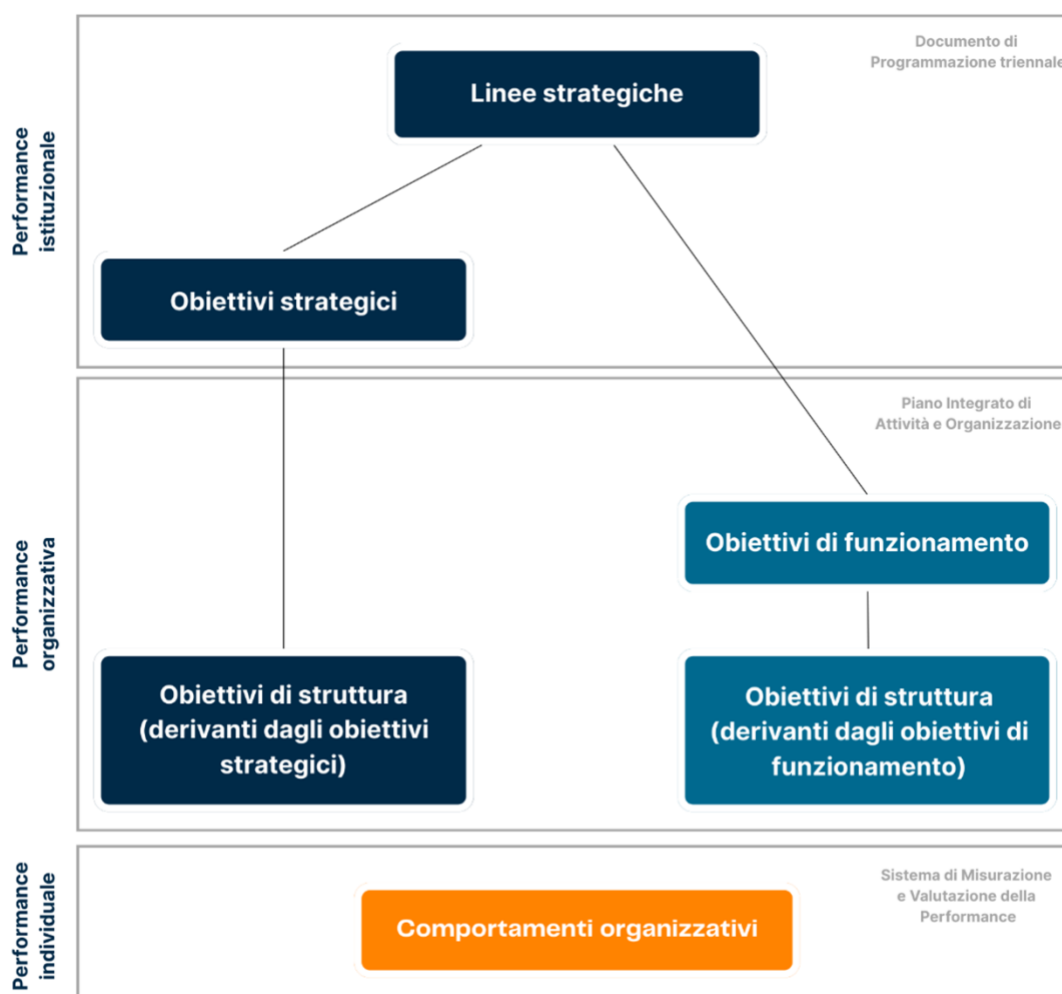 Performance
istituzionale
Documento di
Programmazione triennale
Linee strategiche
Obiettivi strategici
Performance
organizzativa
Piano Integrato di
Attività e Organizzazione
Obiettivi di funzionamento
Obiettivi di struttura
(derivanti dagli obiettivi
strategici)
Obiettivi di struttura
(derivanti dagli obiettivi di
funzionamento)
Performance
individuale
Sistema di Misurazione
e Valutazione della
Performance
Comportamenti organizzativi